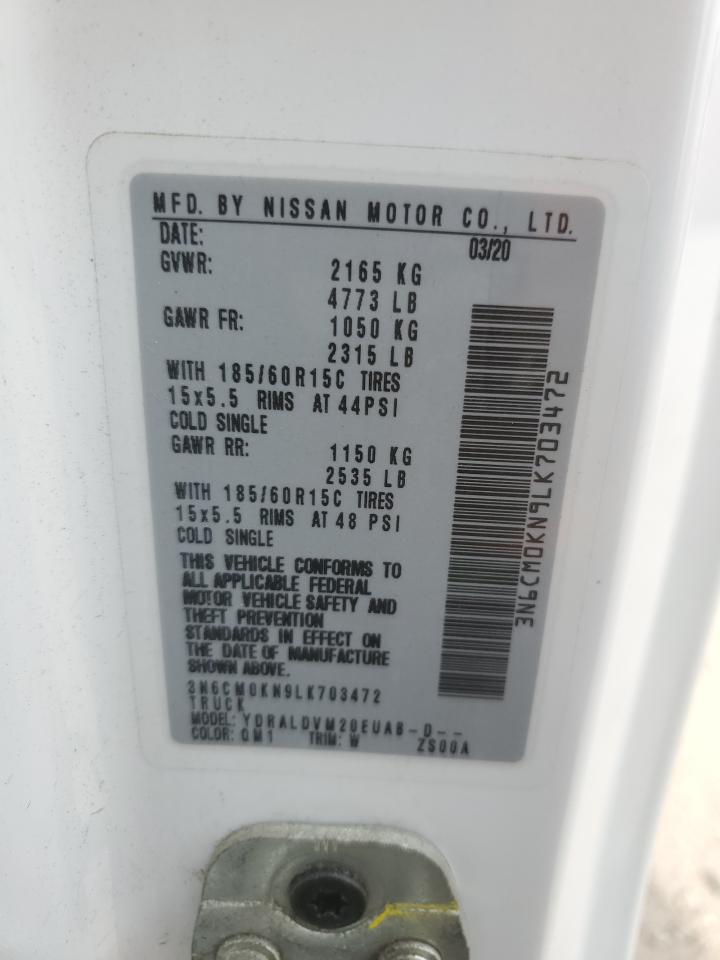 MFD. BY NISSAN MOTOR CO., LTD.
DATE: 03/20
GVWR: 2165 KG
4773 LB
GAWR FR: 1050 KG
2315 LB
WITH 185/60R15C TIRES
15x5.5 RIMS AT 44PSI
COLD SINGLE
GAWR RR: 1150 KG
2535 LB
WITH 185/60R15C TIRES
15x5.5 RIMS AT 48 PSI
COLD SINGLE
THIS VEHICLE CONFORMS TO
ALL APPLICABLE FEDERAL
MOTOR VEHICLE SAFETY AND
THEFT PREVENTION
STANDARDS IN EFFECT ON
THE DATE OF MANUFACTURE
SHOWN ABOVE.
3N6CM0KN9LK703472
TRUCK
MODEL: YDRALDVM20EUAB-D--
COLOR: QM1 TRIM: W ZS00A
3N6CM0KN9LK703472